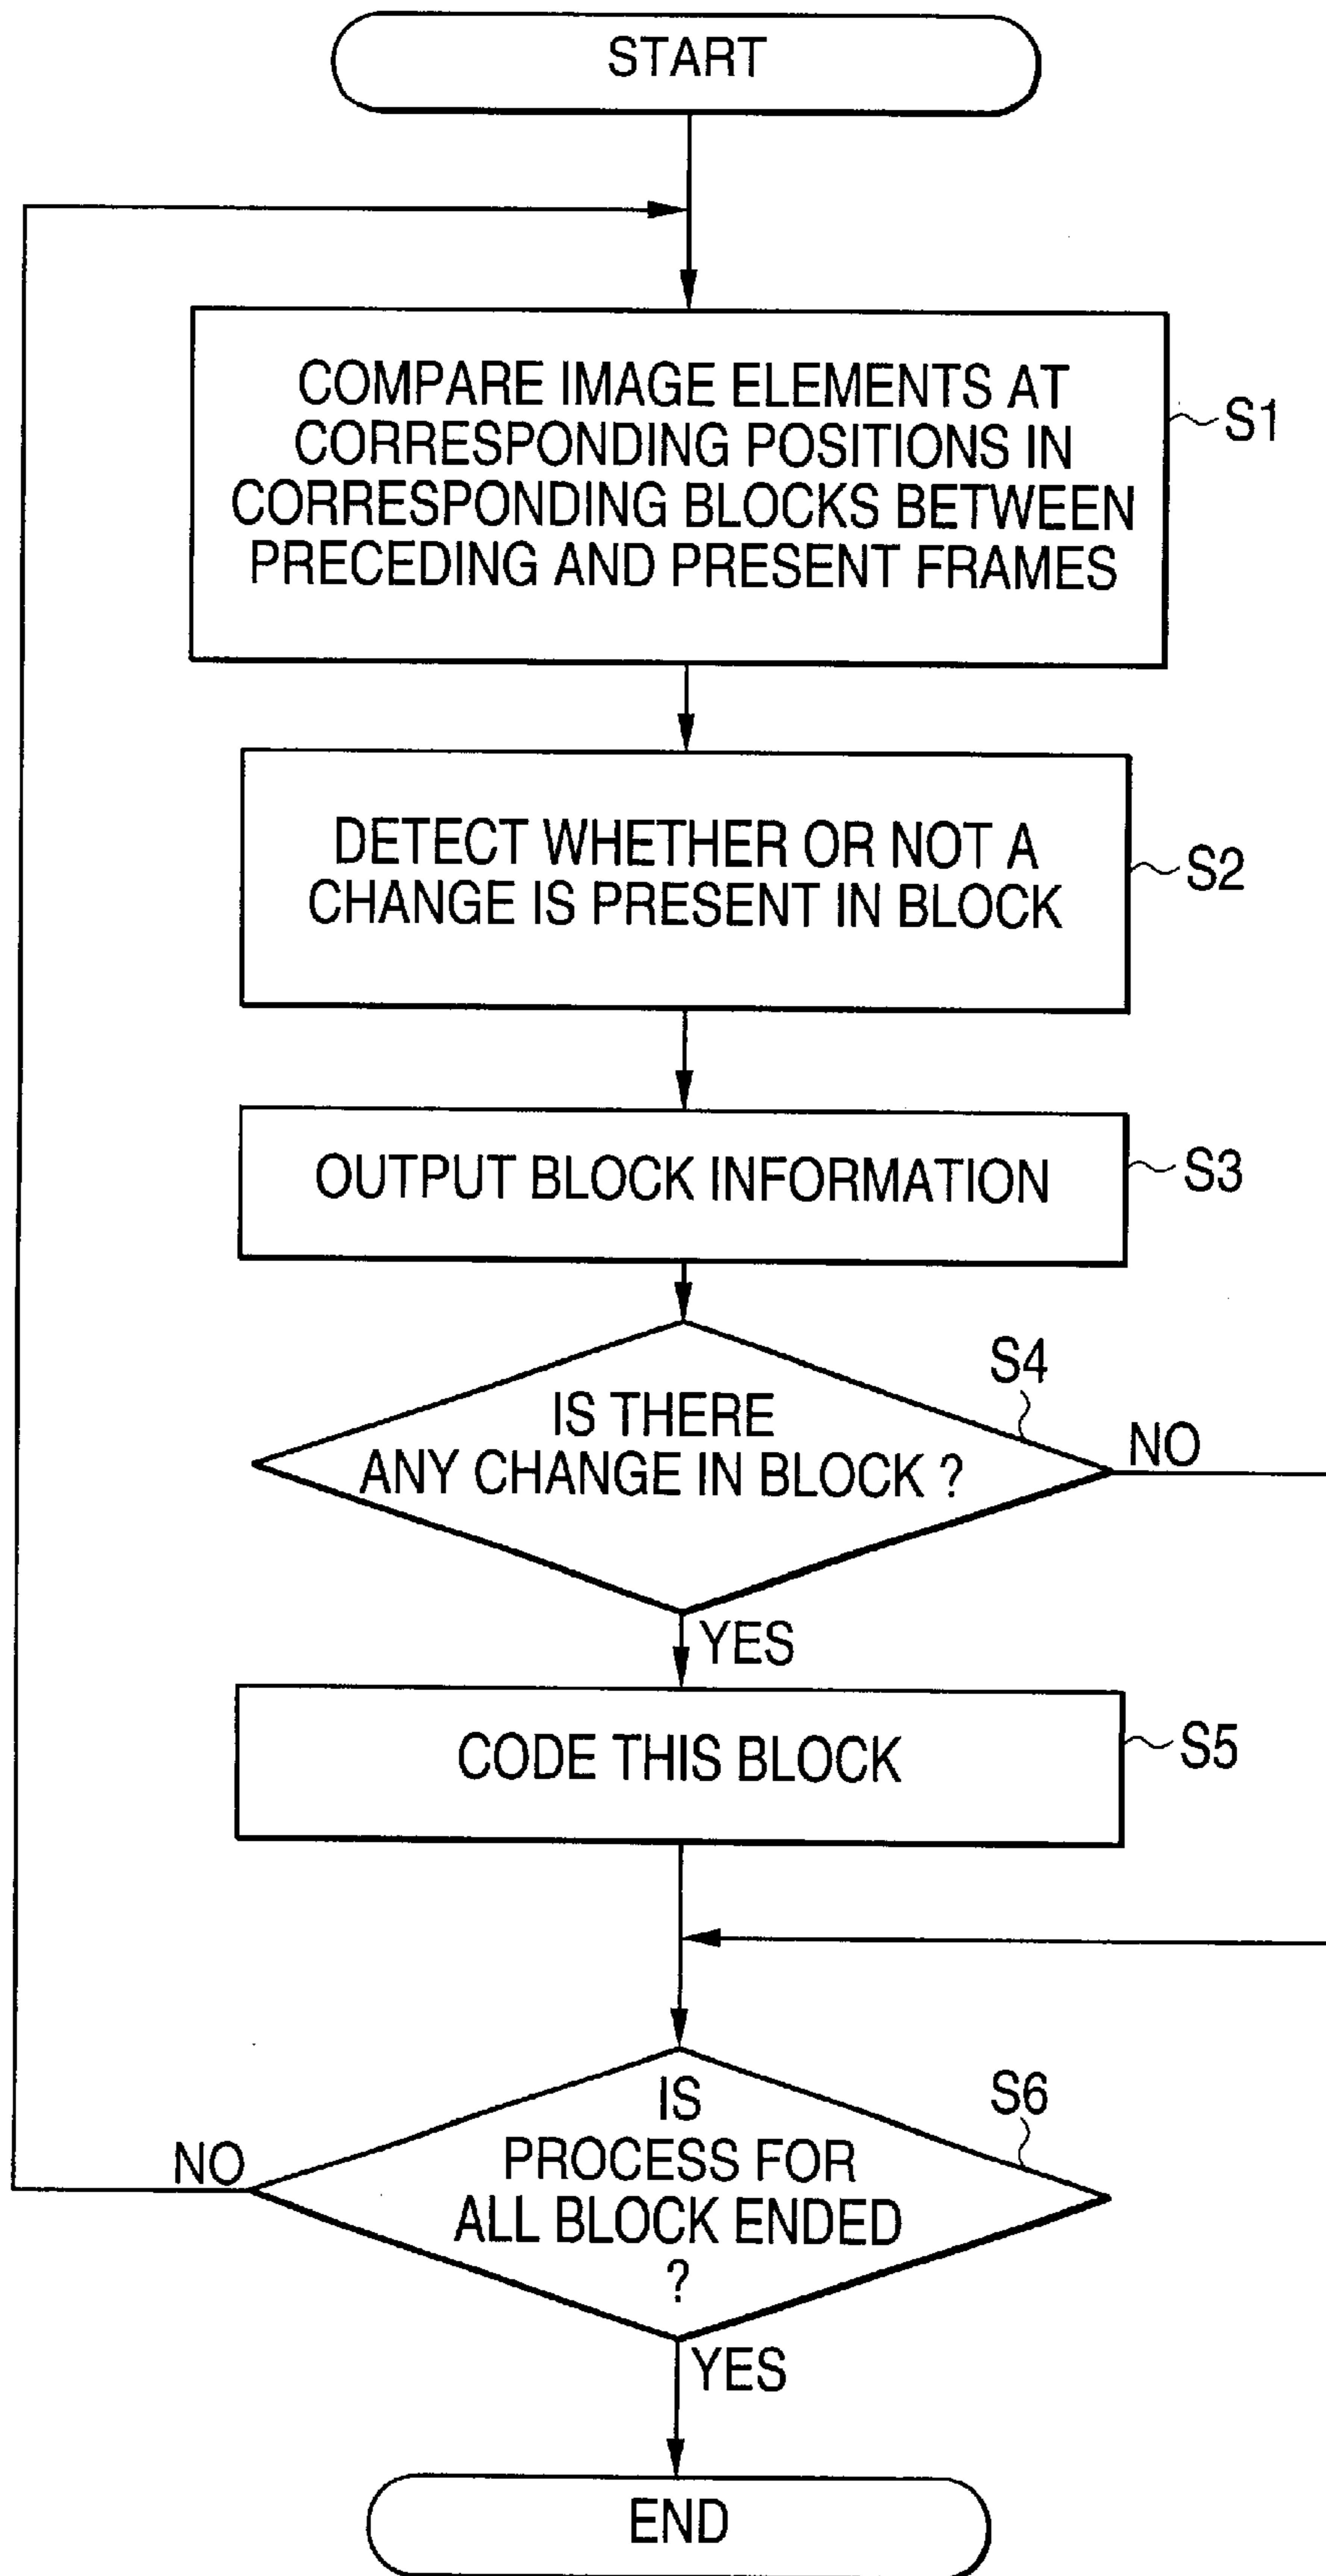 START
COMPARE IMAGE ELEMENTS AT
CORRESPONDING POSITIONS IN
CORRESPONDING BLOCKS BETWEEN
PRECEDING AND PRESENT FRAMES
S1
DETECT WHETHER OR NOT A
CHANGE IS PRESENT IN BLOCK
S2
OUTPUT BLOCK INFORMATION
S3
S4
IS THERE
ANY CHANGE IN BLOCK ?
NO
YES
CODE THIS BLOCK
S5
S6
IS
PROCESS FOR
ALL BLOCK ENDED
?
NO
YES
END